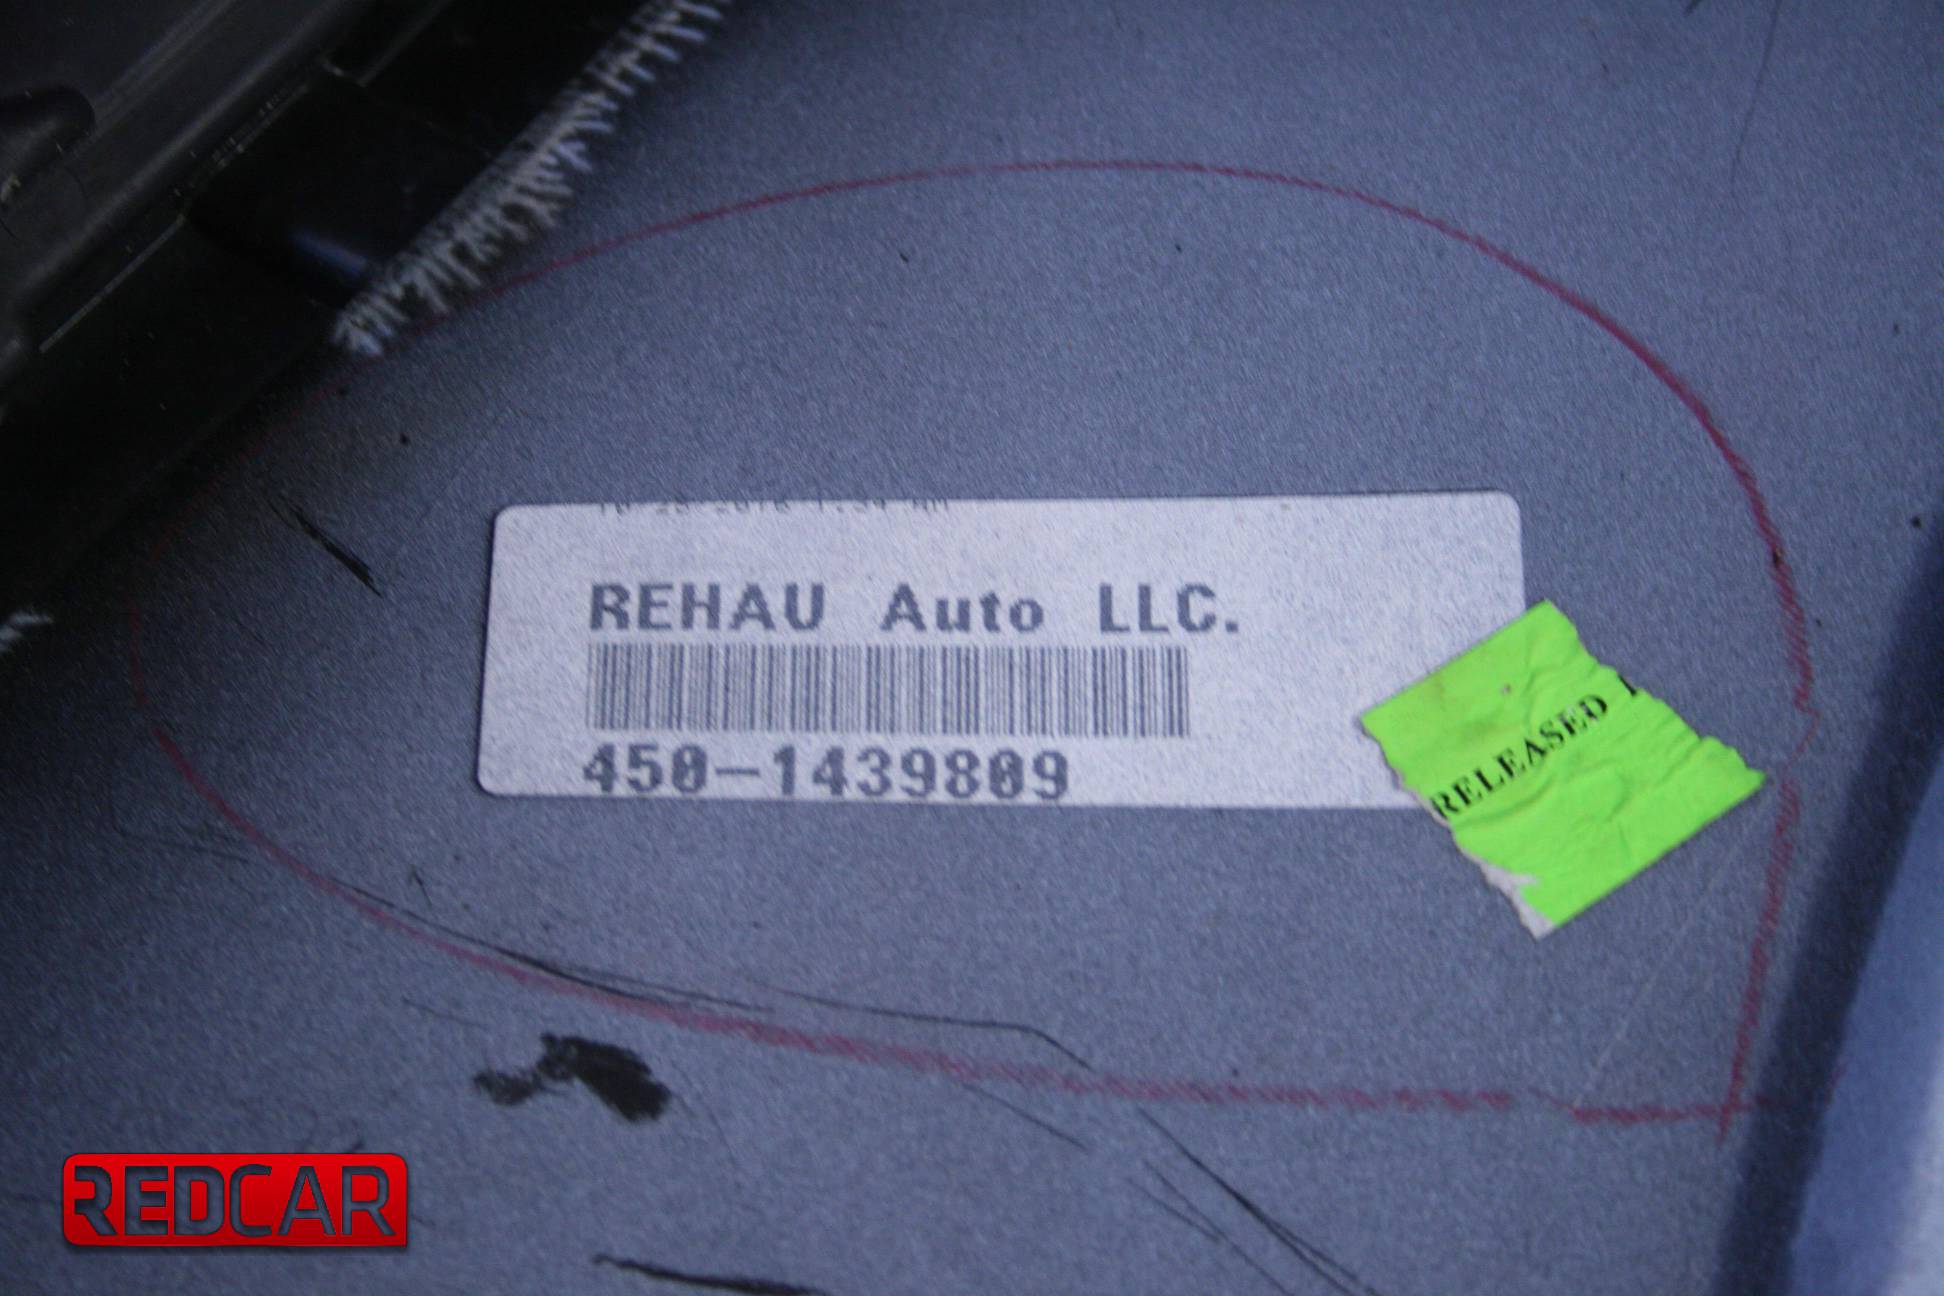 REHAU Auto LLC.
450-1439809
RELEASED
REDCAR